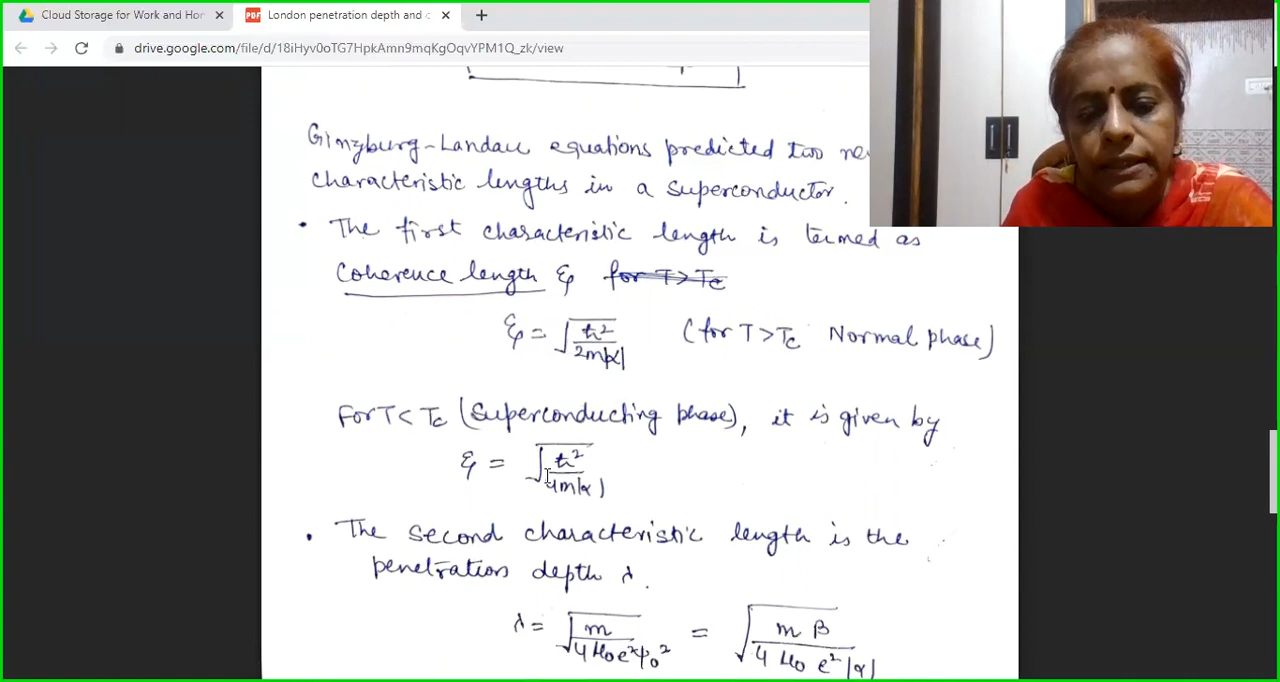 Cloud Storage for Work and Hor
London penetration depth and c
drive.google.com/file/d/18iHyv0oTG7HpkAmn9mqKgOqvYPM1Q_zk/view
Ginzburg-Landau equations predicted two ne
characteristic lengths in a superconductor.
• The first characteristic length is termed as
Coherence length ξ for T > Tc
ξ = √(ħ²/2m|α|) (for T > Tc Normal phase)
For T < Tc (Superconducting phase), it is given by
ξ = √(ħ²/4m|α|)
• The second characteristic length is the
penetration depth λ.
λ = √(m/4μ₀e²ψ₀²) = √(mβ/4μ₀e²|α|)